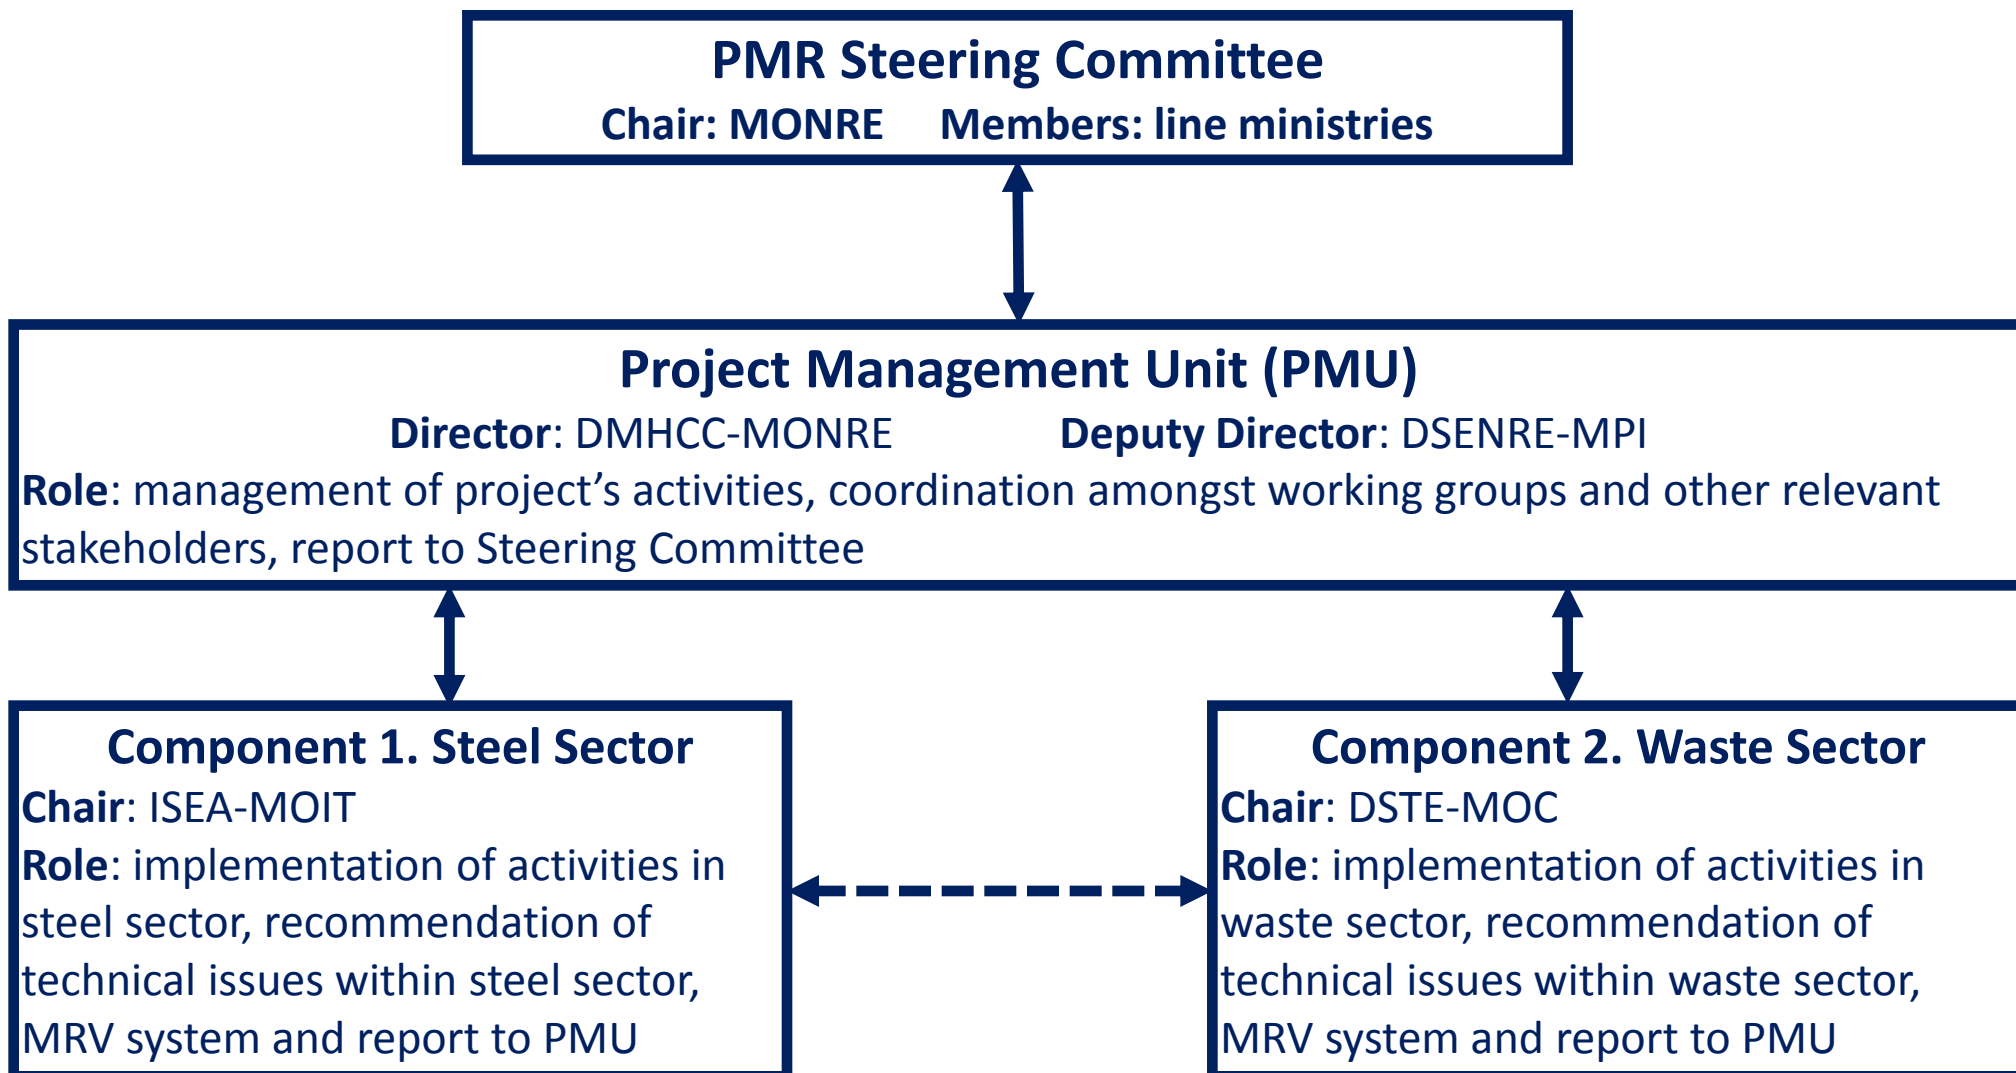 PMR Steering Committee
Chair: MONRE Members: line ministries
Project Management Unit (PMU)
Director: DMHCC-MONRE Deputy Director: DSENRE-MPI
Role: management of project’s activities, coordination amongst working groups and other relevant
stakeholders, report to Steering Committee
Component 1. Steel Sector
Chair: ISEA-MOIT
Role: implementation of activities in
steel sector, recommendation of
technical issues within steel sector,
MRV system and report to PMU
Component 2. Waste Sector
Chair: DSTE-MOC
Role: implementation of activities in
waste sector, recommendation of
technical issues within waste sector,
MRV system and report to PMU